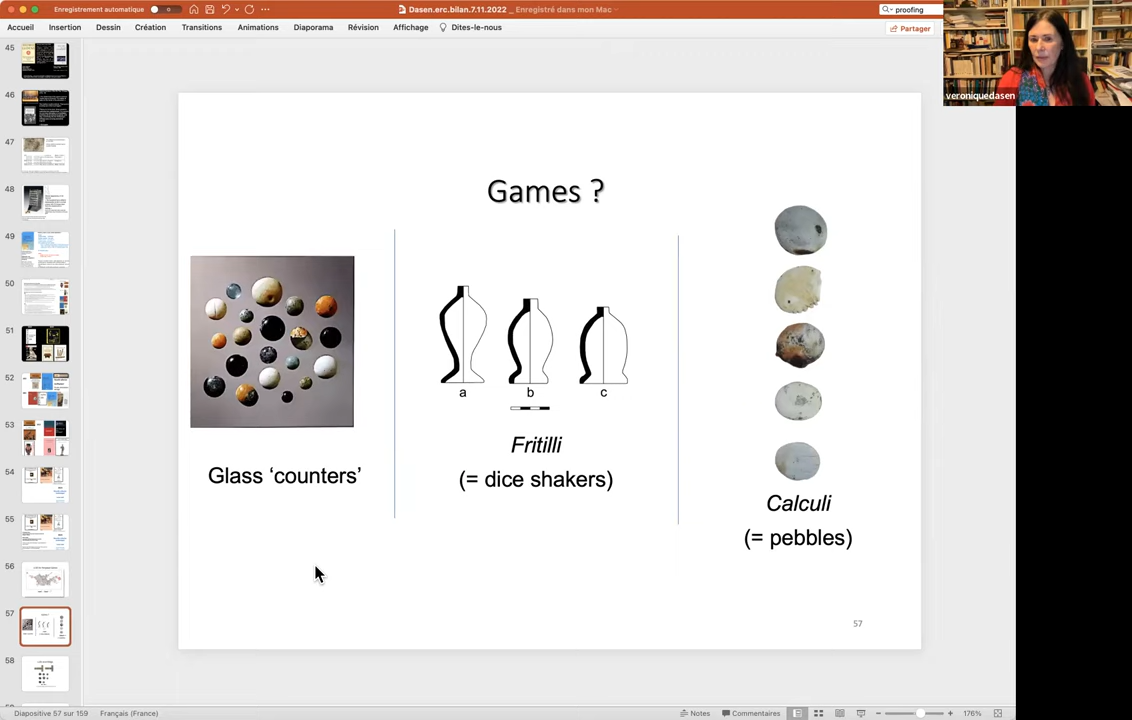 Enregistrement automatique
Dasen.erc.bilan.7.11.2022 _ Enregistré dans mon Mac
proofing
Accueil Insertion Dessin Création Transitions Animations Diaporama Révision Affichage Dites-le-nous
Partager
veroniquedasen
45
46
47
48
49
50
51
52
53
54
55
56
57
58
Games ?
Glass ‘counters’
a b c
Fritilli
(= dice shakers)
Calculi
(= pebbles)
57
Diapositive 57 sur 159 Français (France) Notes Commentaires 176%